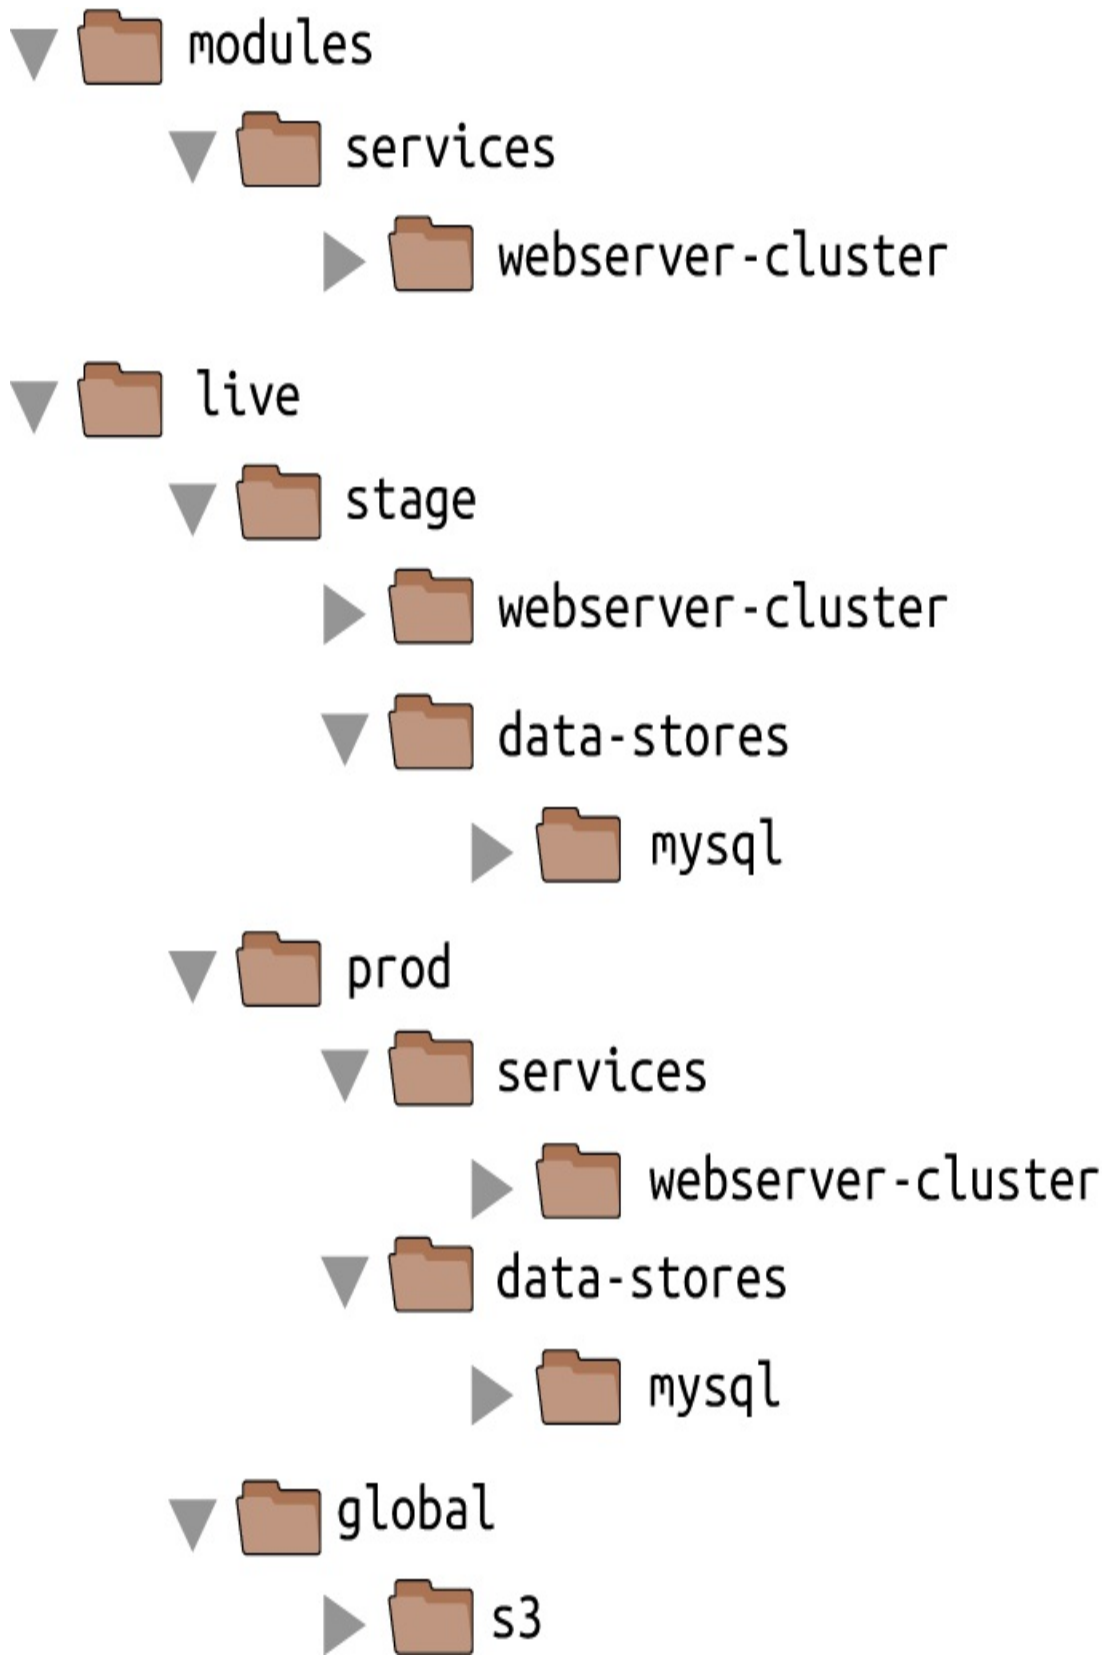 modules
services
webserver-cluster
live
stage
webserver-cluster
data-stores
mysql
prod
services
webserver-cluster
data-stores
mysql
global
s3